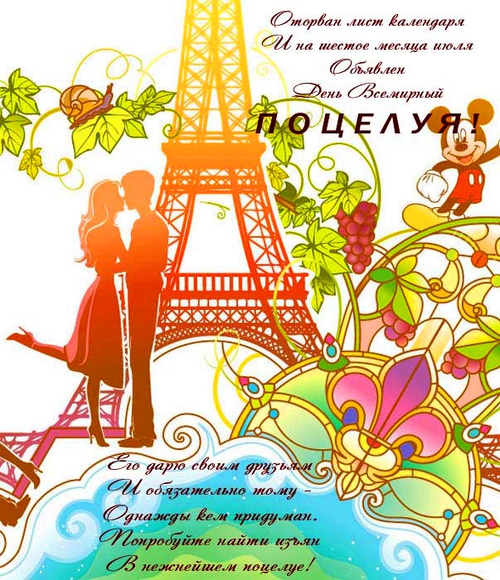 Оторван лист календаря
И на шестое месяца июля
Объявлен
День Всемирный
ПОЦЕЛУЯ!
Его дарю своим друзьям
И обязательно тому -
Однажды кем придуман.
Попробуйте найти изъян
В нежнейшем поцелуе!